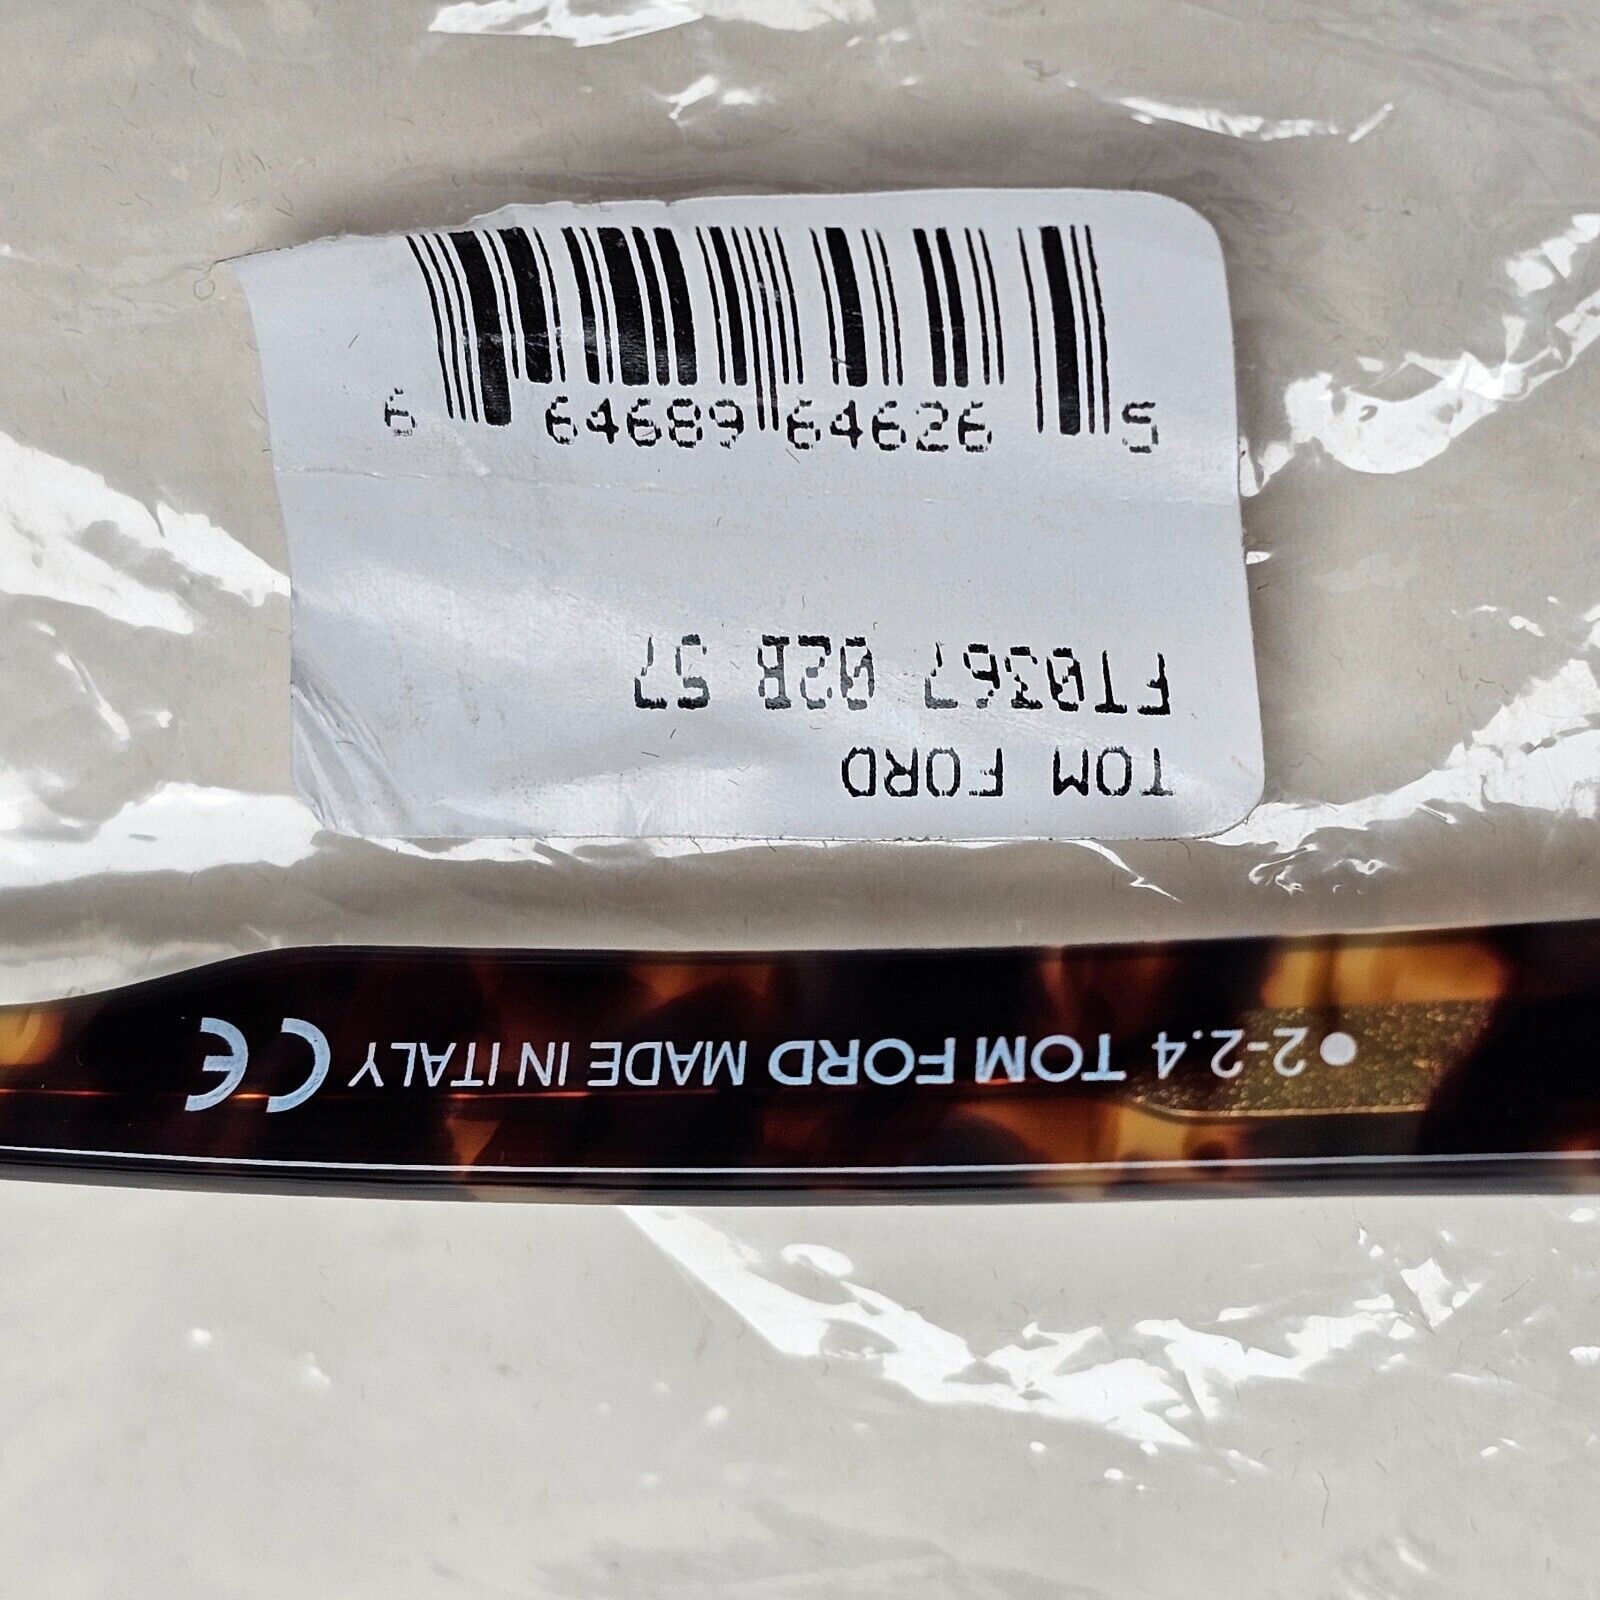 6 64689 64626 5
TOM FORD
FT0367 02B 57
●2-2.4 TOM FORD MADE IN ITALY CE